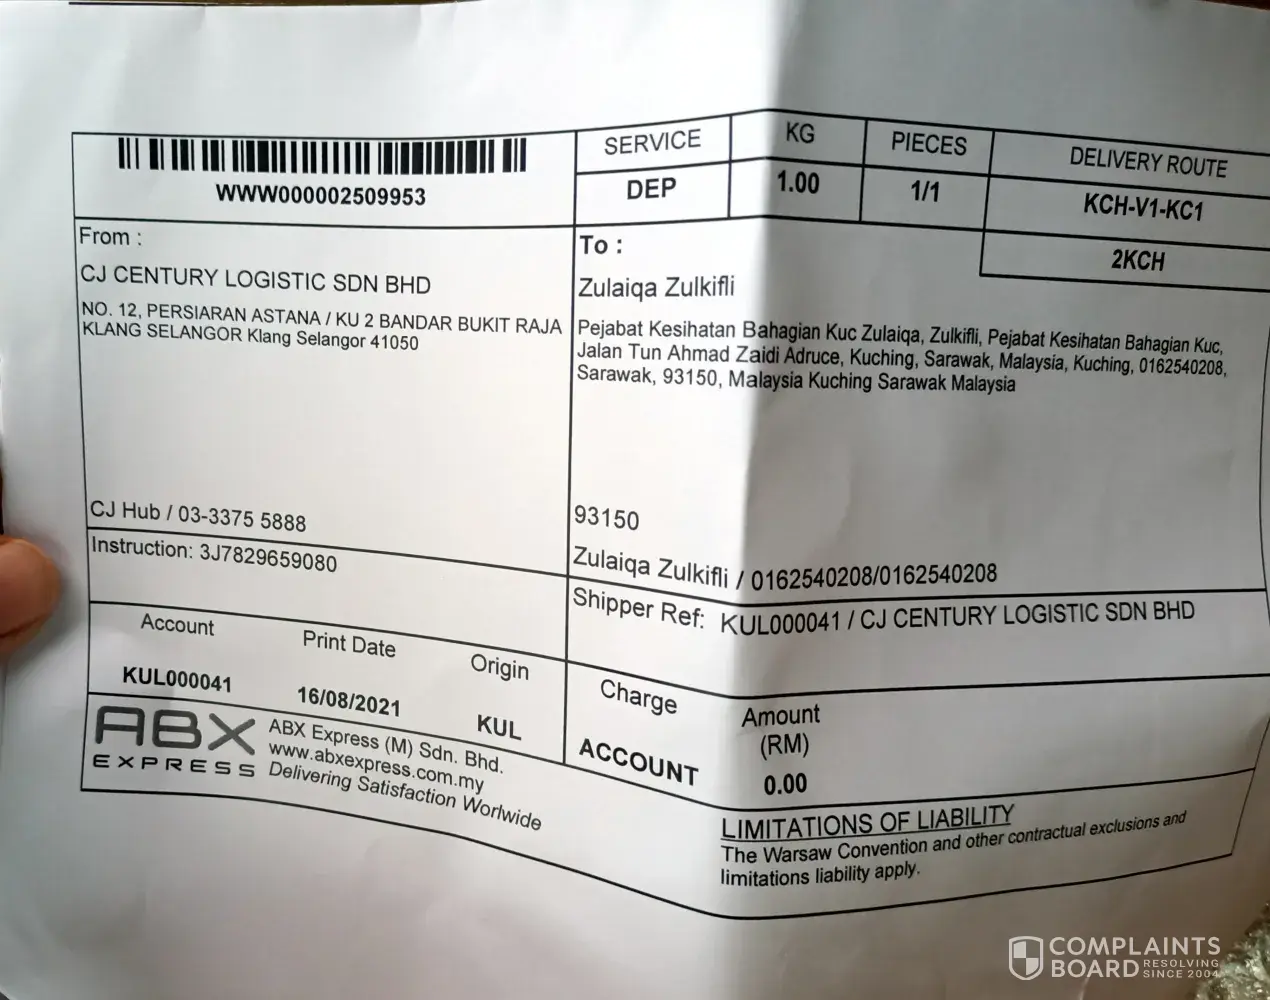 WWW000002509953
SERVICE
DEP
KG
1.00
PIECES
1/1
DELIVERY ROUTE
KCH-V1-KC1
2KCH
From :
CJ CENTURY LOGISTIC SDN BHD
NO. 12, PERSIARAN ASTANA / KU 2 BANDAR BUKIT RAJA
KLANG SELANGOR Klang Selangor 41050
CJ Hub / 03-3375 5888
To :
Zulaiqa Zulkifli
Pejabat Kesihatan Bahagian Kuc Zulaiqa, Zulkifli, Pejabat Kesihatan Bahagian Kuc,
Jalan Tun Ahmad Zaidi Adruce, Kuching, Sarawak, Malaysia, Kuching, 0162540208,
Sarawak, 93150, Malaysia Kuching Sarawak Malaysia
93150
Zulaiqa Zulkifli / 0162540208/0162540208
Instruction: 3J7829659080
Shipper Ref: KUL000041 / CJ CENTURY LOGISTIC SDN BHD
Account
KUL000041
Print Date
16/08/2021
Origin
KUL
Charge
ACCOUNT
Amount
(RM)
0.00
ABX
EXPRESS
ABX Express (M) Sdn. Bhd.
www.abxexpress.com.my
Delivering Satisfaction Worlwide
LIMITATIONS OF LIABILITY
The Warsaw Convention and other contractual exclusions and
limitations liability apply.
COMPLAINTS
BOARD RESOLVING
SINCE 2004